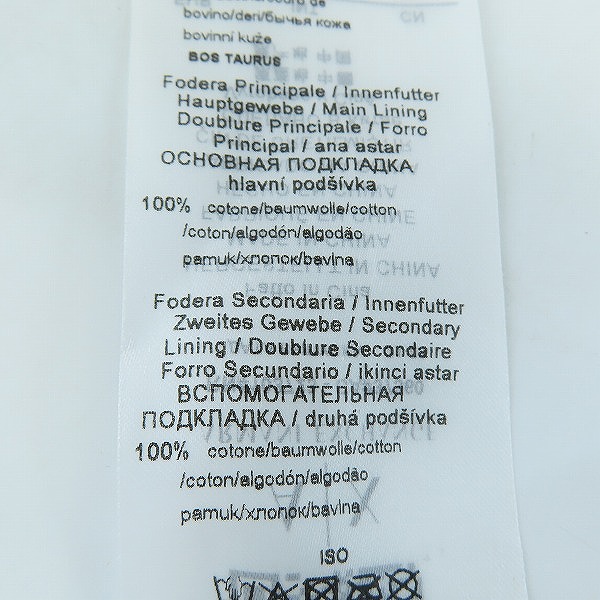 bovino/deri/бычья кожа
bovinní kuže
BOS TAURUS
Fodera Principale / Innenfutter
Hauptgewebe / Main Lining
Doublure Principale / Forro
Principal / ana astar
ОСНОВНАЯ ПОДКЛАДКА
hlavní podšívka
100% cotone/baumwolle/cotton
/coton/algodón/algodão
pamuk/хлопок/bavlna
Fodera Secondaria / Innenfutter
Zweites Gewebe / Secondary
Lining / Doublure Secondaire
Forro Secundario / ikinci astar
ВСПОМОГАТЕЛЬНАЯ
ПОДКЛАДКА / druhá podšívka
100% cotone/baumwolle/cotton
/coton/algodón/algodão
pamuk/хлопок/bavlna
ISO